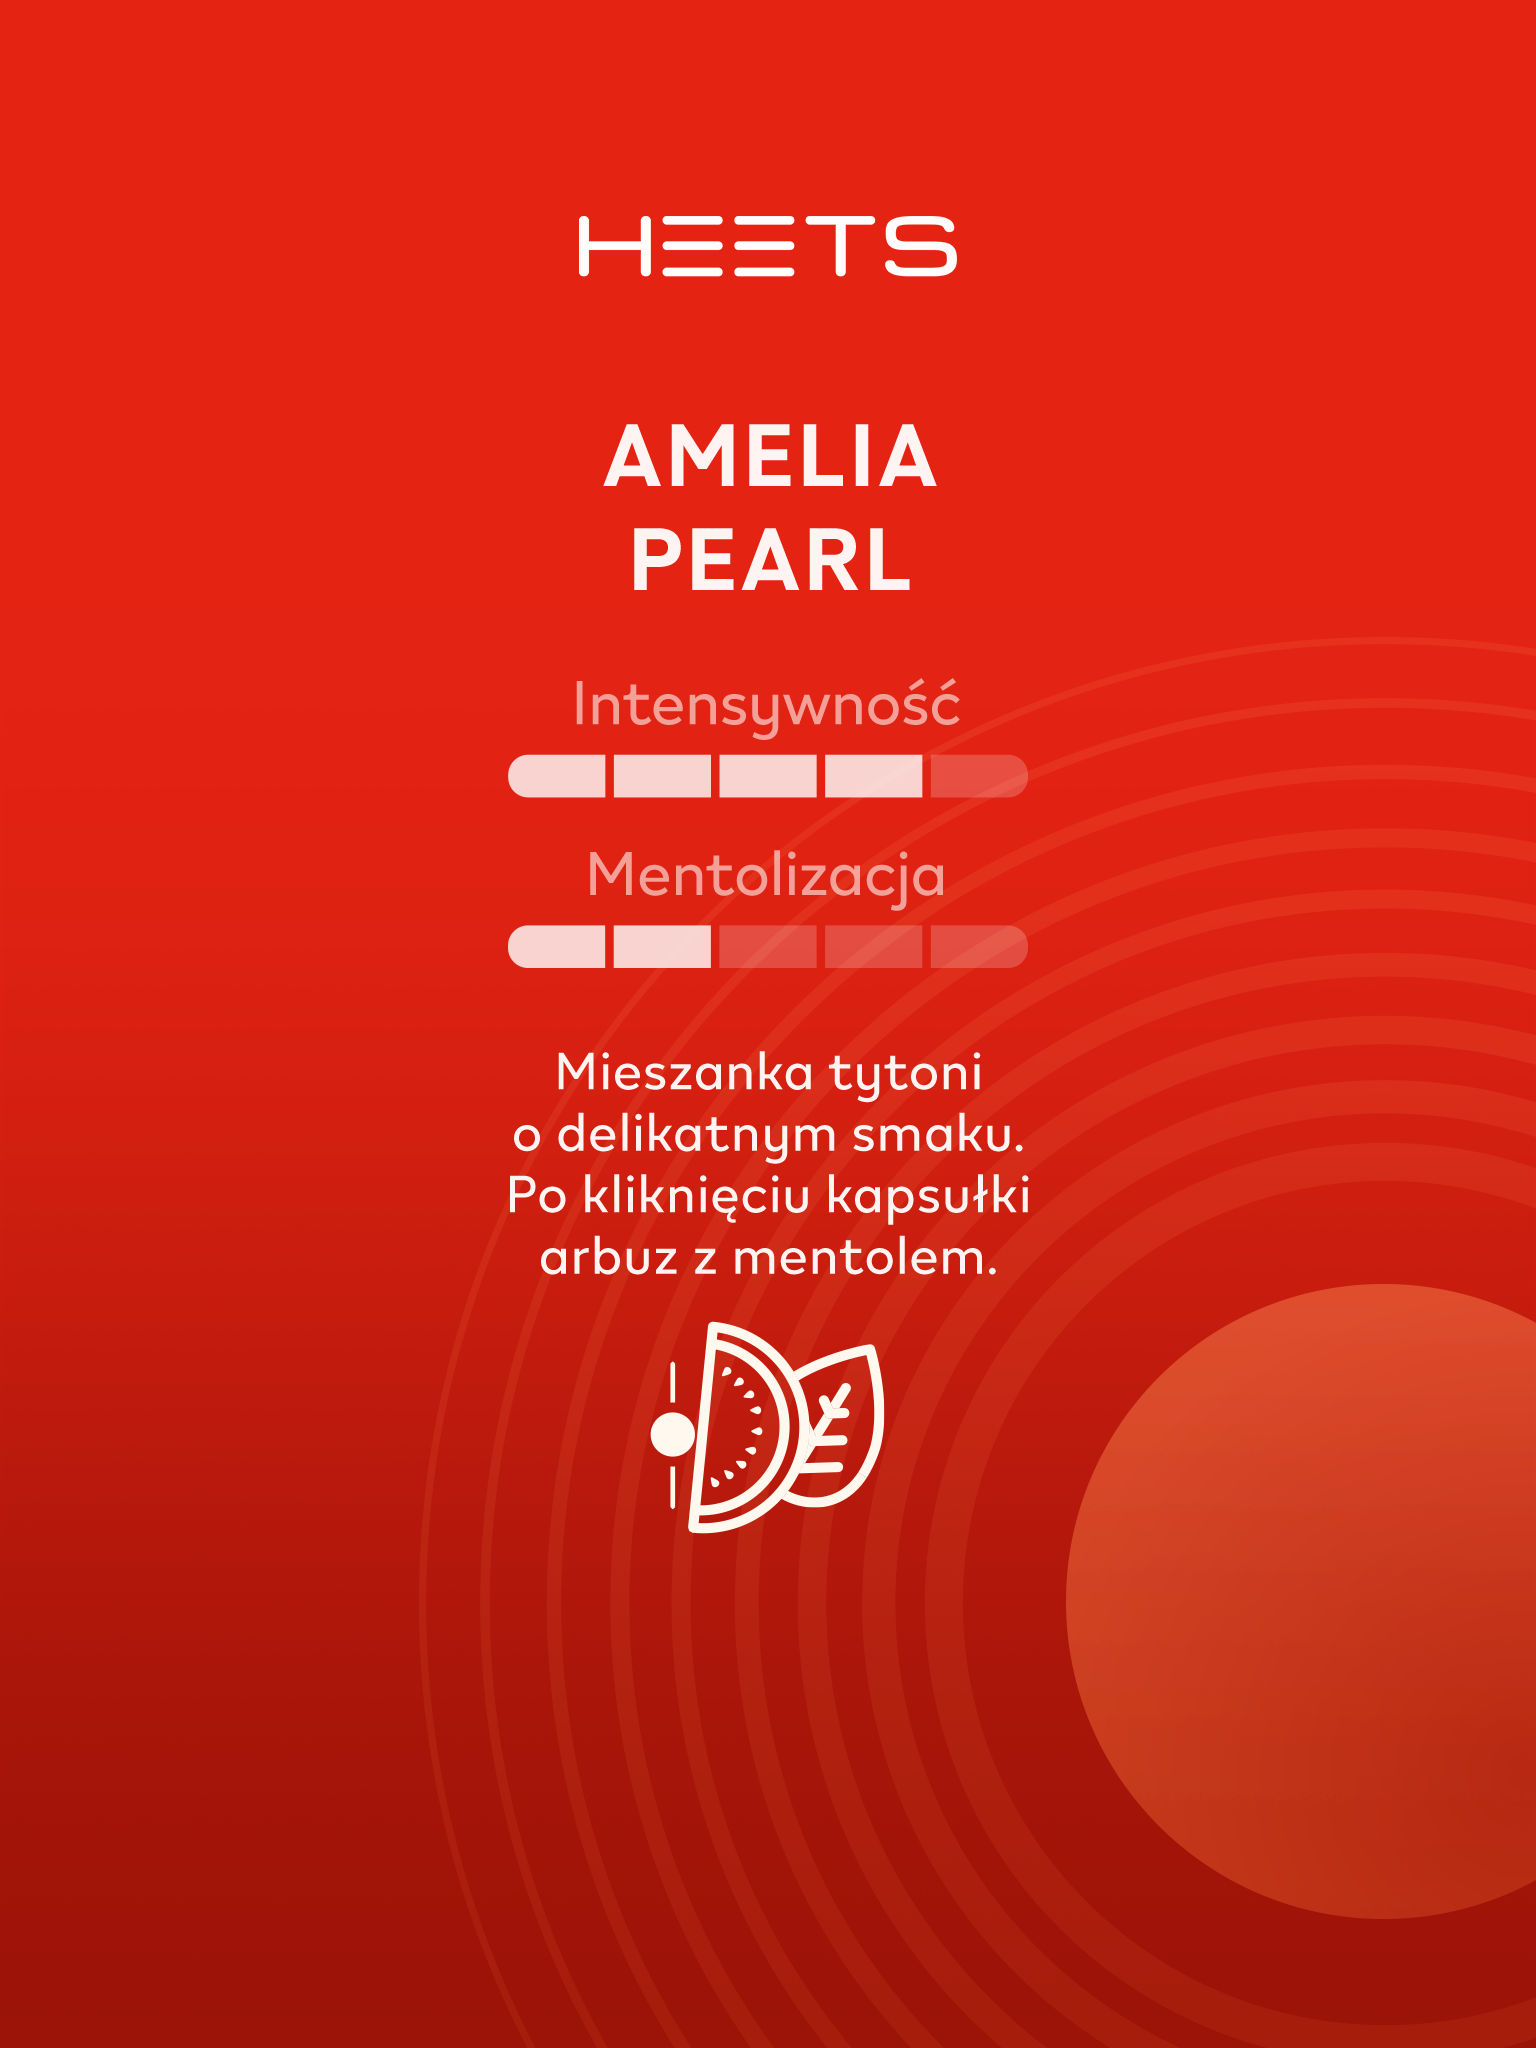 HEETS
AMELIA
PEARL
Intensywność
Mentolizacja
Mieszanka tytoni
o delikatnym smaku.
Po kliknięciu kapsułki
arbuz z mentolem.